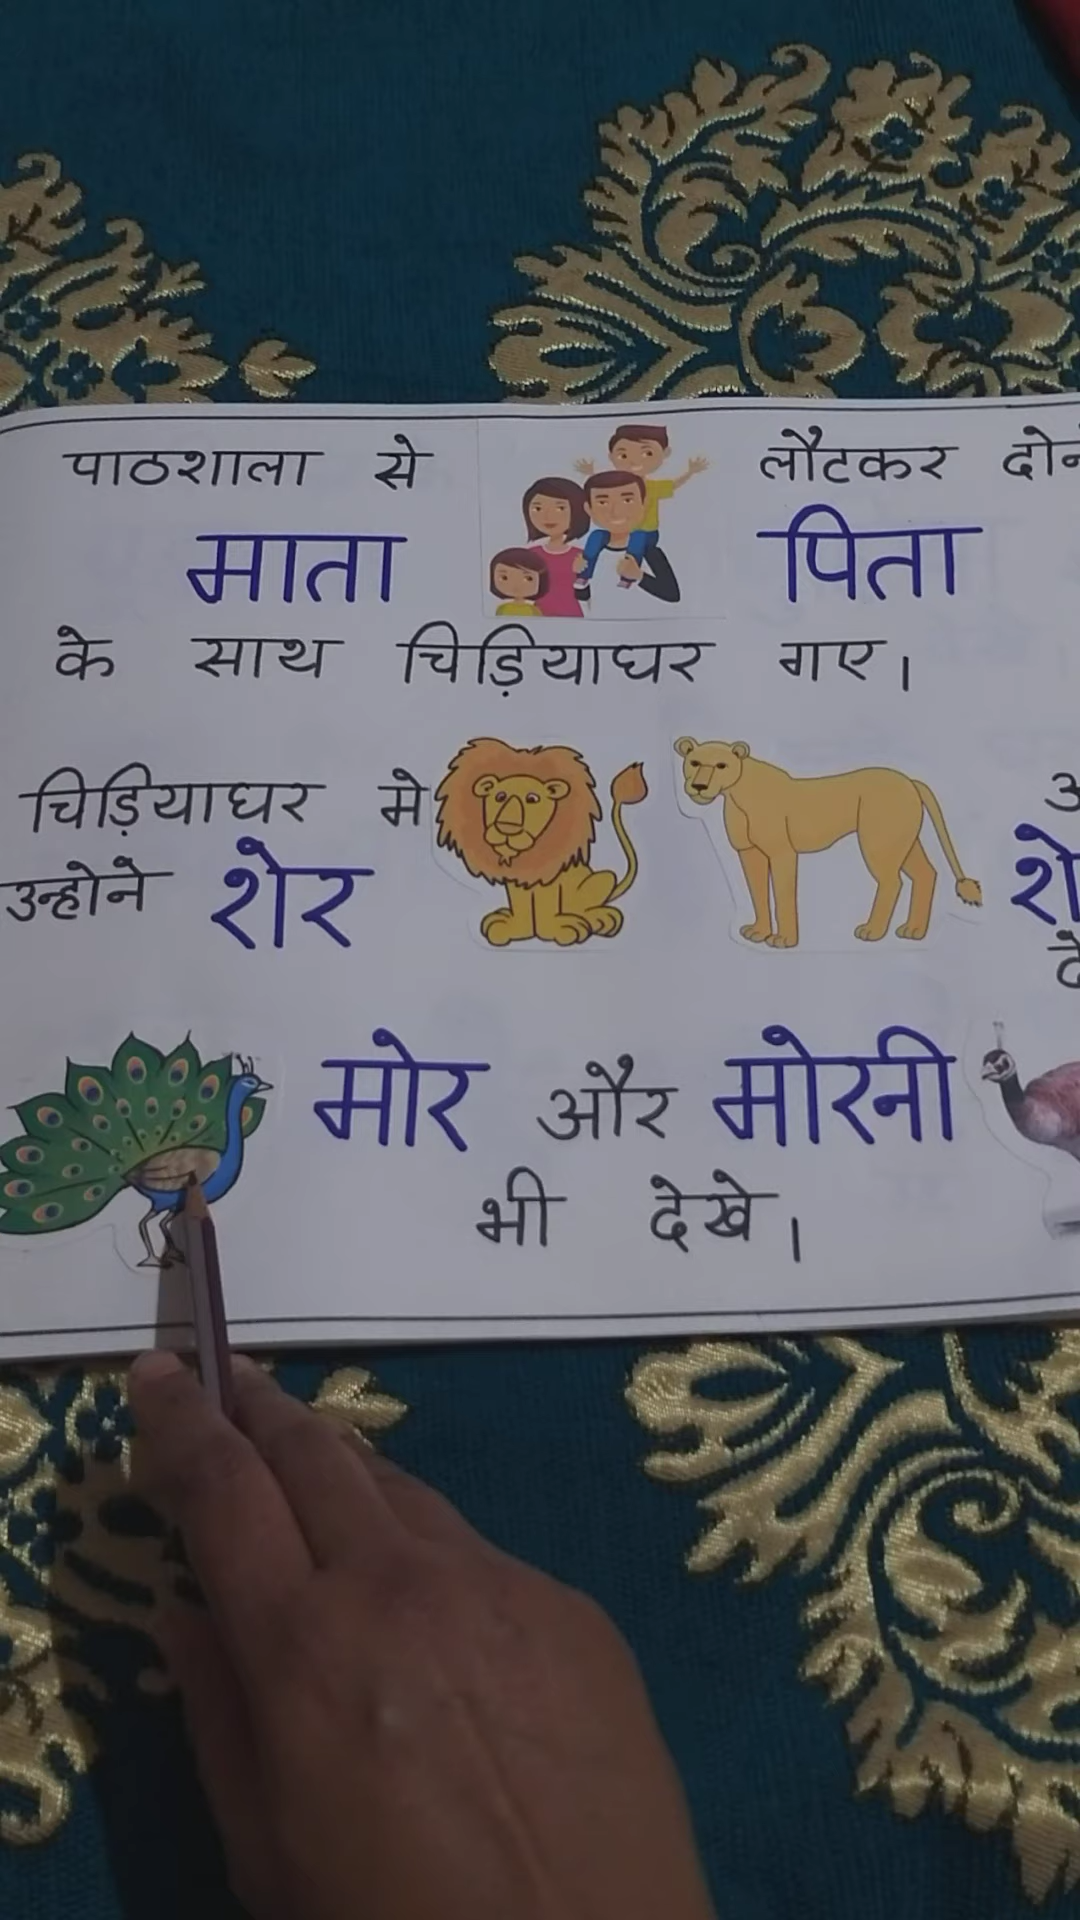 पाठशाला से लौटकर
माता पिता
के साथ चिड़ियाघर गए।
चिड़ियाघर मे
उन्होने शेर
मोर और मोरनी
भी देखे।